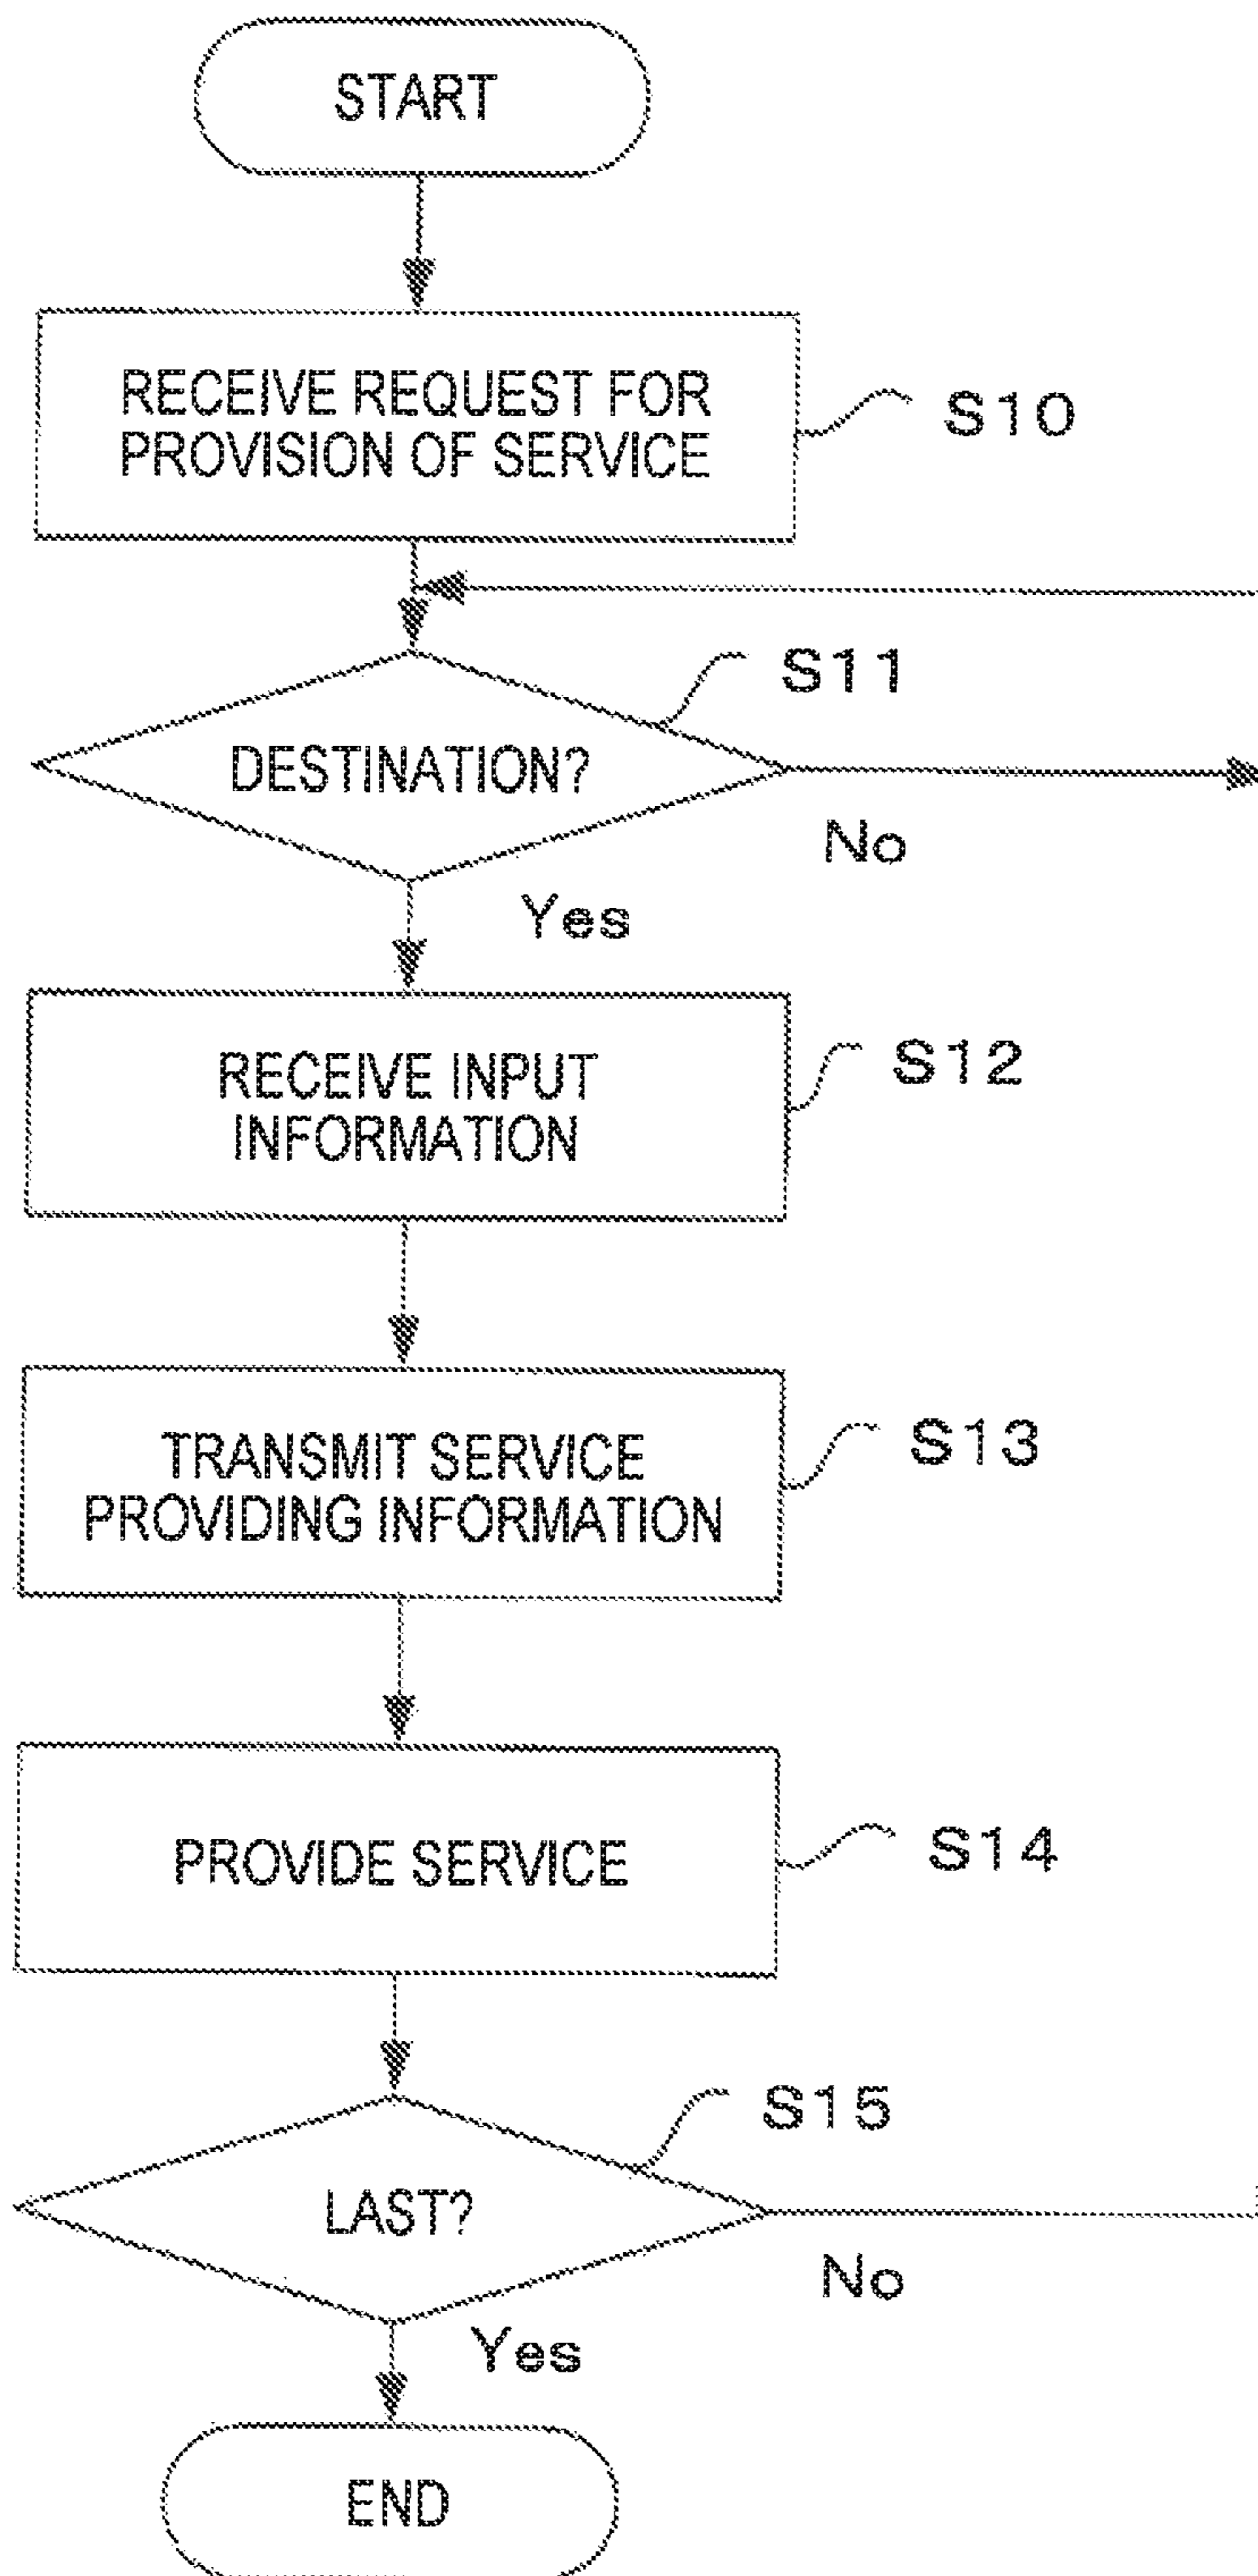 START
RECEIVE REQUEST FOR
PROVISION OF SERVICE
S10
S11
DESTINATION?
No
Yes
RECEIVE INPUT
INFORMATION
S12
TRANSMIT SERVICE
PROVIDING INFORMATION
S13
PROVIDE SERVICE
S14
S15
LAST?
No
Yes
END